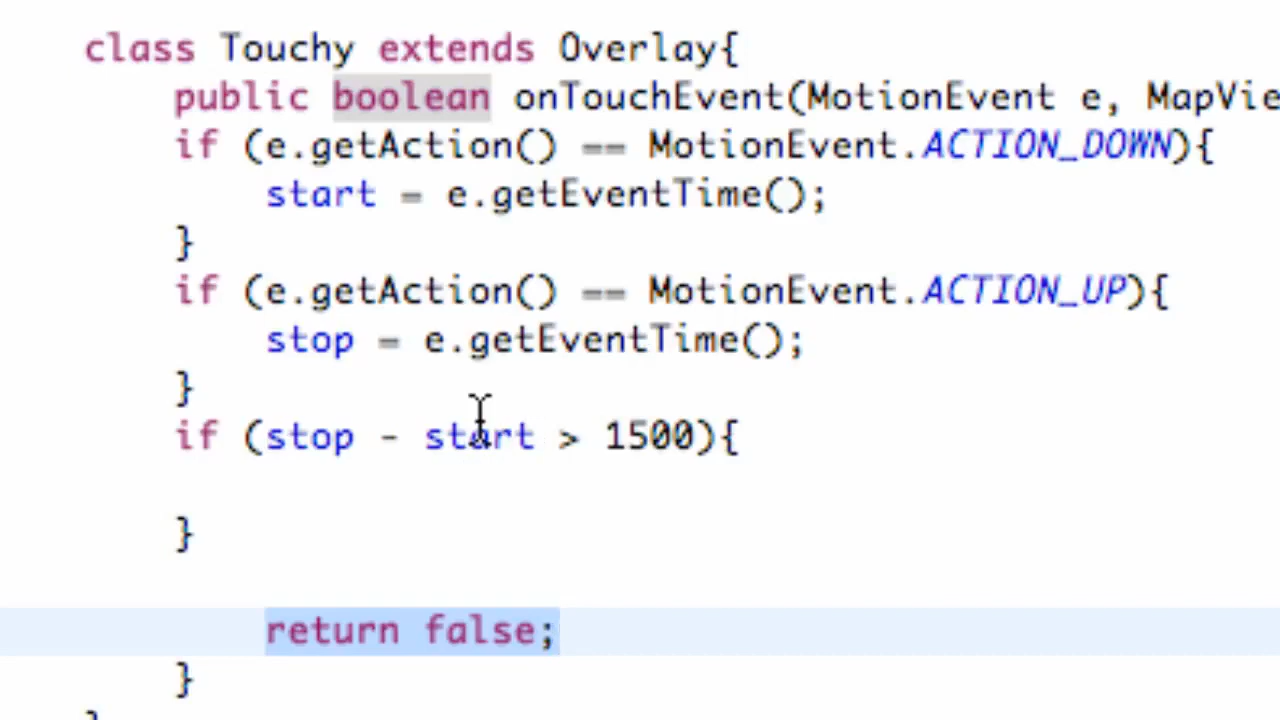 class Touchy extends Overlay{
public boolean onTouchEvent(MotionEvent e, MapVie
if (e.getAction() == MotionEvent.ACTION_DOWN){
start = e.getEventTime();
}
if (e.getAction() == MotionEvent.ACTION_UP){
stop = e.getEventTime();
}
if (stop - start > 1500){
}
return false;
}
}